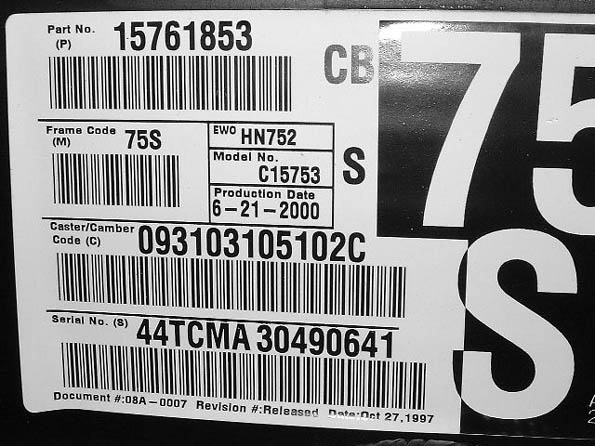 Part No. 15761853
(P)
CB
75
Frame Code 75S
(M)
EWO HN752
Model No.
C15753
S
Production Date
6-21-2000
Caster/Camber
Code (C) 093103105102C
S
Serial No. (S) 44TCMA 30490641
Document #:08A-0007 Revision #:Released Date:Oct 27,1997